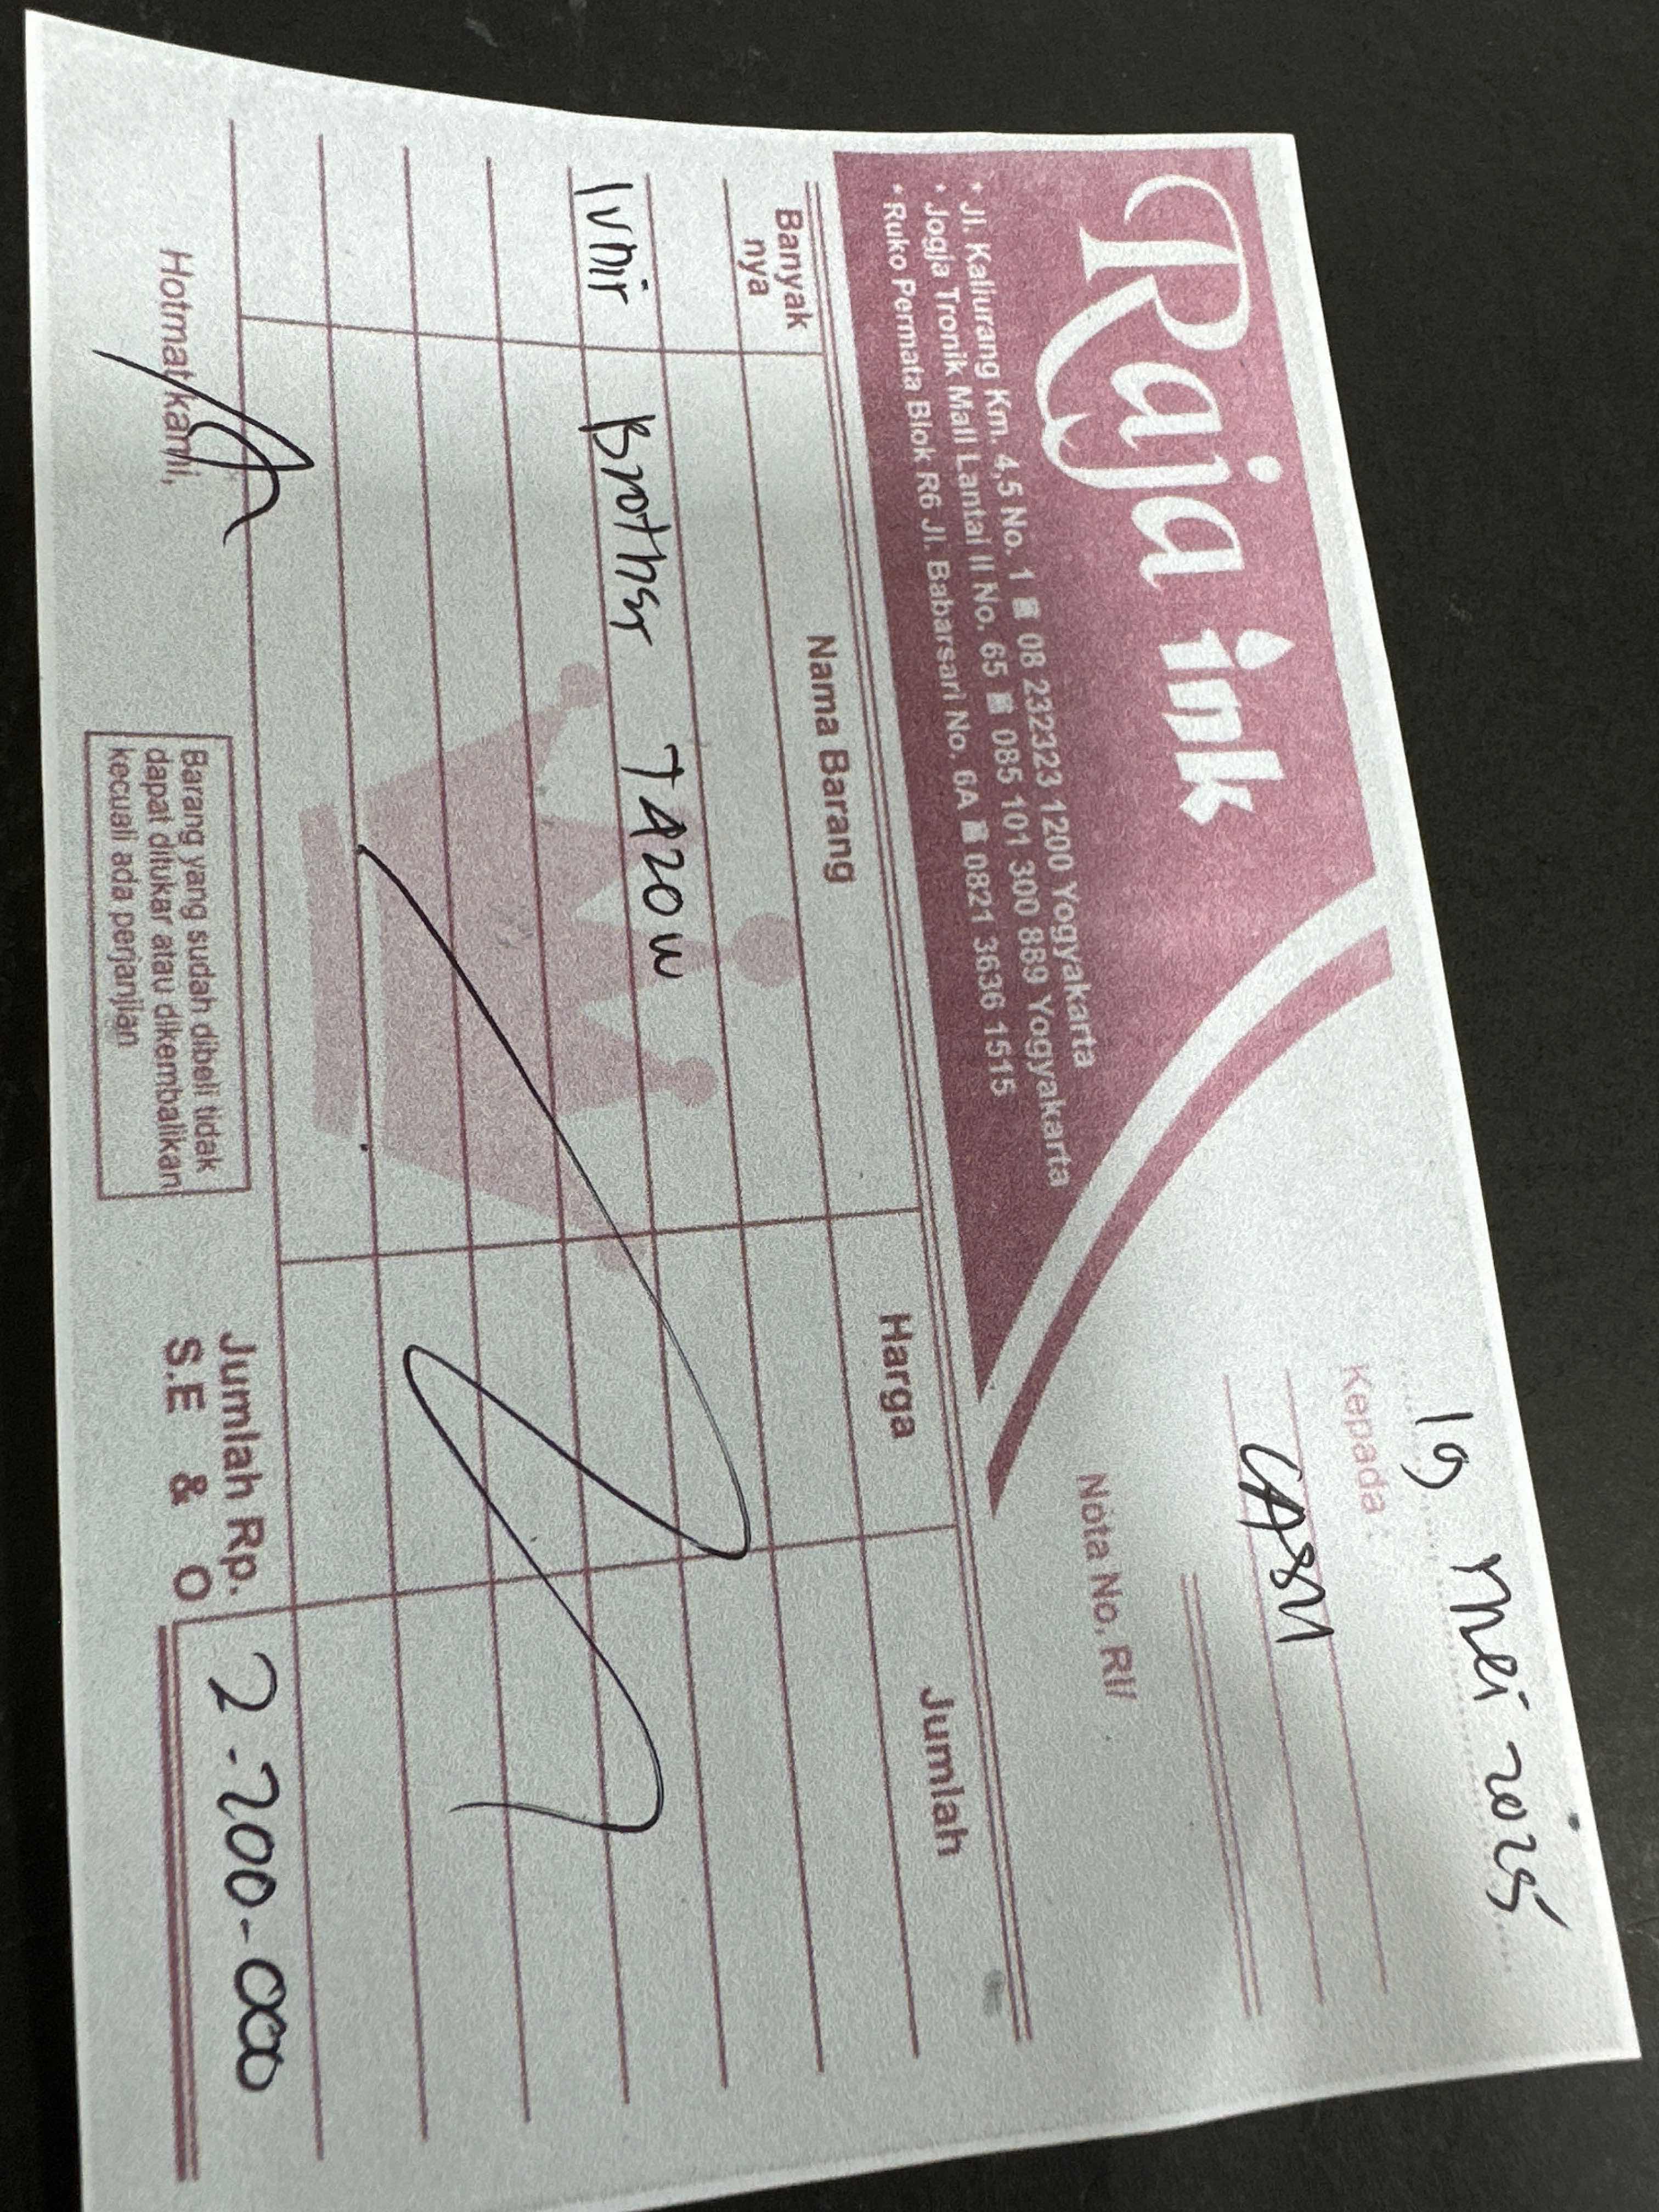 Raja ink
• Jl. Kaliurang Km. 4,5 No. 1 08 232323 1200 Yogyakarta
• Jogja Tronik Mall Lantai II No. 65 085 101 300 889 Yogyakarta
• Ruko Permata Blok R6 Jl. Babarsari No. 6A 0821 3636 1515
19 Mei 2025
Kepada :
CASH
Nota No. RI/
Banyak nya Nama Barang Harga Jumlah
1 unit Brother T420W
Jumlah Rp. 2.200.000
S.E & O
Hotmat kami,
Barang yang sudah dibeli tidak
dapat ditukar atau dikembalikan
kecuali ada perjanjian